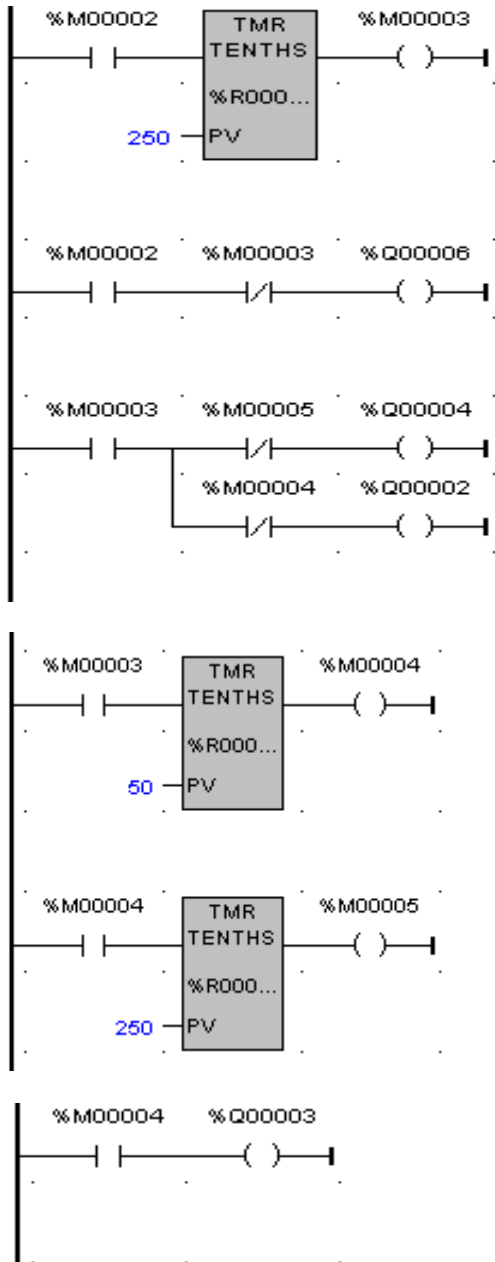 %M00002 TMR %M00003
TENTHS
%R000...
250 PV
%M00002 %M00003 %Q00006
%M00003 %M00005 %Q00004
%M00004 %Q00002
%M00003 TMR %M00004
TENTHS
%R000...
50 PV
%M00004 TMR %M00005
TENTHS
%R000...
250 PV
%M00004 %Q00003